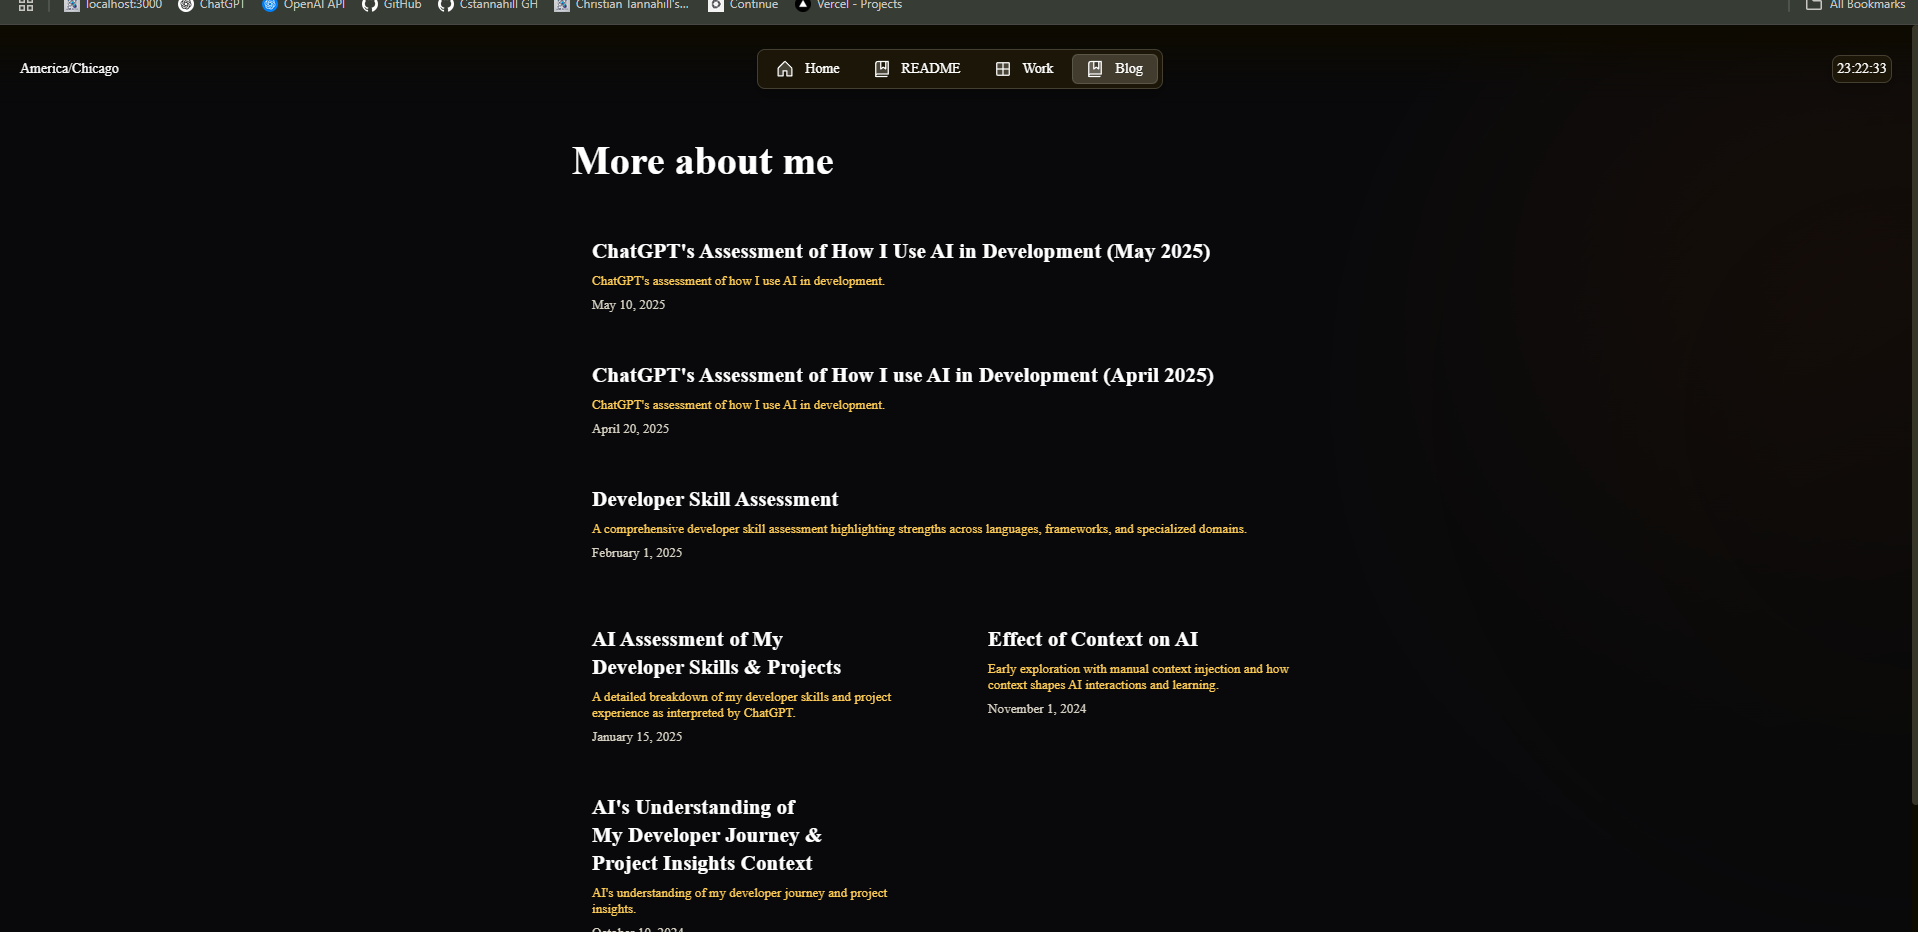 localhost:3000 ChatGPT OpenAI API GitHub Cstannahill GH Christian Tannahill's... Continue Vercel - Projects All Bookmarks
America/Chicago Home README Work Blog 23:22:33
More about me
ChatGPT's Assessment of How I Use AI in Development (May 2025)
ChatGPT's assessment of how I use AI in development.
May 10, 2025
ChatGPT's Assessment of How I use AI in Development (April 2025)
ChatGPT's assessment of how I use AI in development.
April 20, 2025
Developer Skill Assessment
A comprehensive developer skill assessment highlighting strengths across languages, frameworks, and specialized domains.
February 1, 2025
AI Assessment of My
Developer Skills & Projects
A detailed breakdown of my developer skills and project
experience as interpreted by ChatGPT.
January 15, 2025
Effect of Context on AI
Early exploration with manual context injection and how
context shapes AI interactions and learning.
November 1, 2024
AI's Understanding of
My Developer Journey &
Project Insights Context
AI's understanding of my developer journey and project
insights.
October 10, 2024